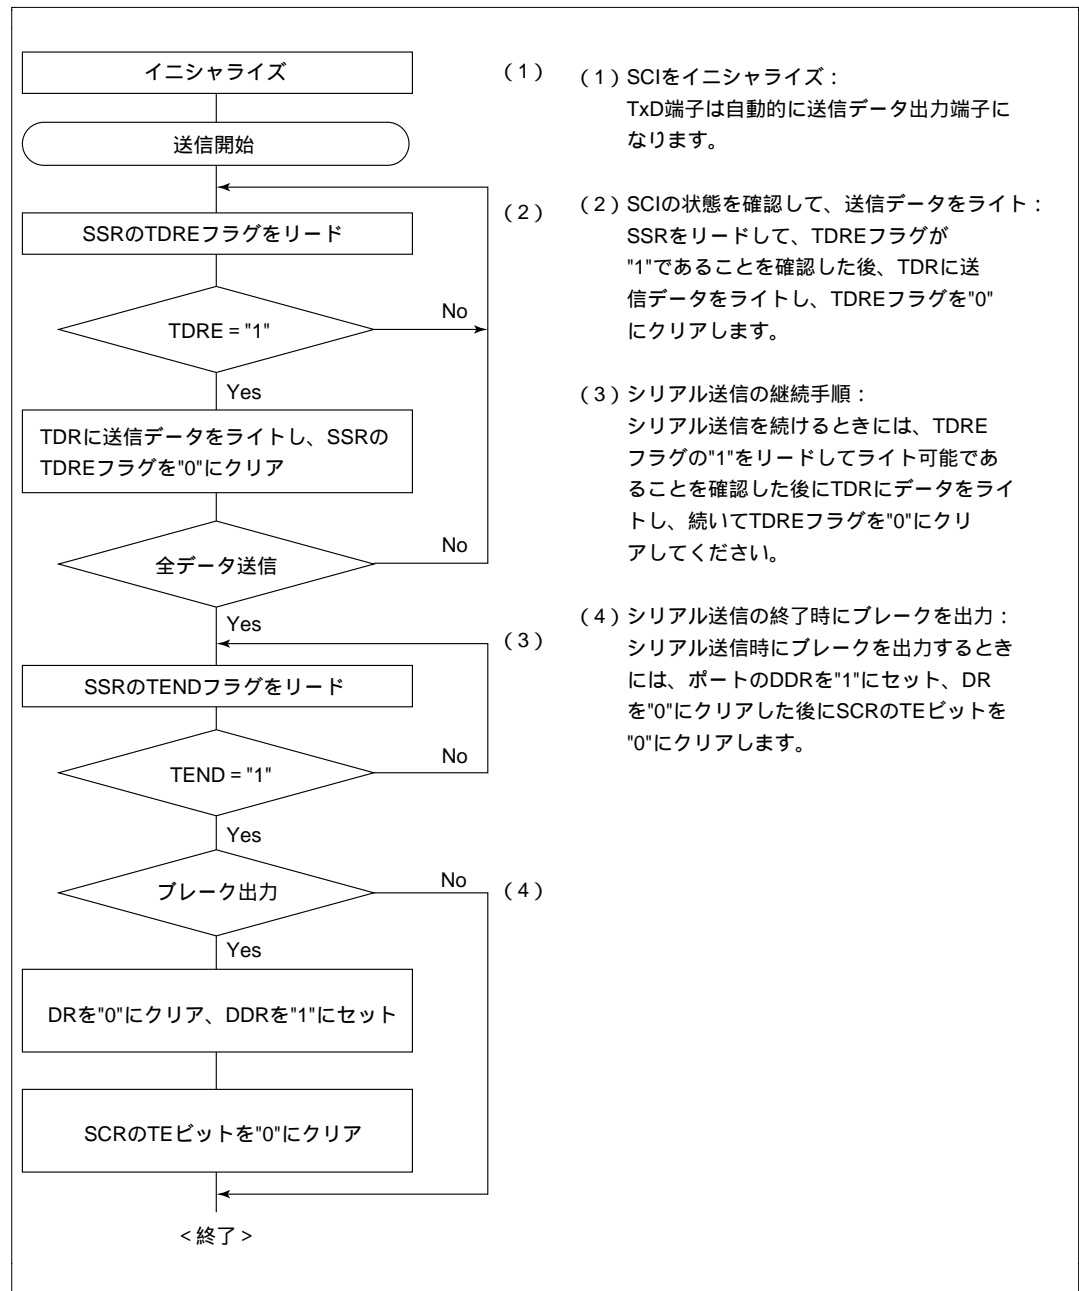 イニシャライズ
(1)
送信開始
(2)
SSRのTDREフラグをリード
TDRE = "1"
No
Yes
TDRに送信データをライトし、SSRの
TDREフラグを"0"にクリア
全データ送信
No
Yes
(3)
SSRのTENDフラグをリード
TEND = "1"
No
Yes
ブレーク出力
No
(4)
Yes
DRを"0"にクリア、DDRを"1"にセット
SCRのTEビットを"0"にクリア
<終了>
(1)SCIをイニシャライズ:
TxD端子は自動的に送信データ出力端子に
なります。
(2)SCIの状態を確認して、送信データをライト:
SSRをリードして、TDREフラグが
"1"であることを確認した後、TDRに送
信データをライトし、TDREフラグを"0"
にクリアします。
(3)シリアル送信の継続手順:
シリアル送信を続けるときには、TDRE
フラグの"1"をリードしてライト可能であ
ることを確認した後にTDRにデータをライ
トし、続いてTDREフラグを"0"にクリ
アしてください。
(4)シリアル送信の終了時にブレークを出力:
シリアル送信時にブレークを出力するとき
には、ポートのDDRを"1"にセット、DR
を"0"にクリアした後にSCRのTEビットを
"0"にクリアします。